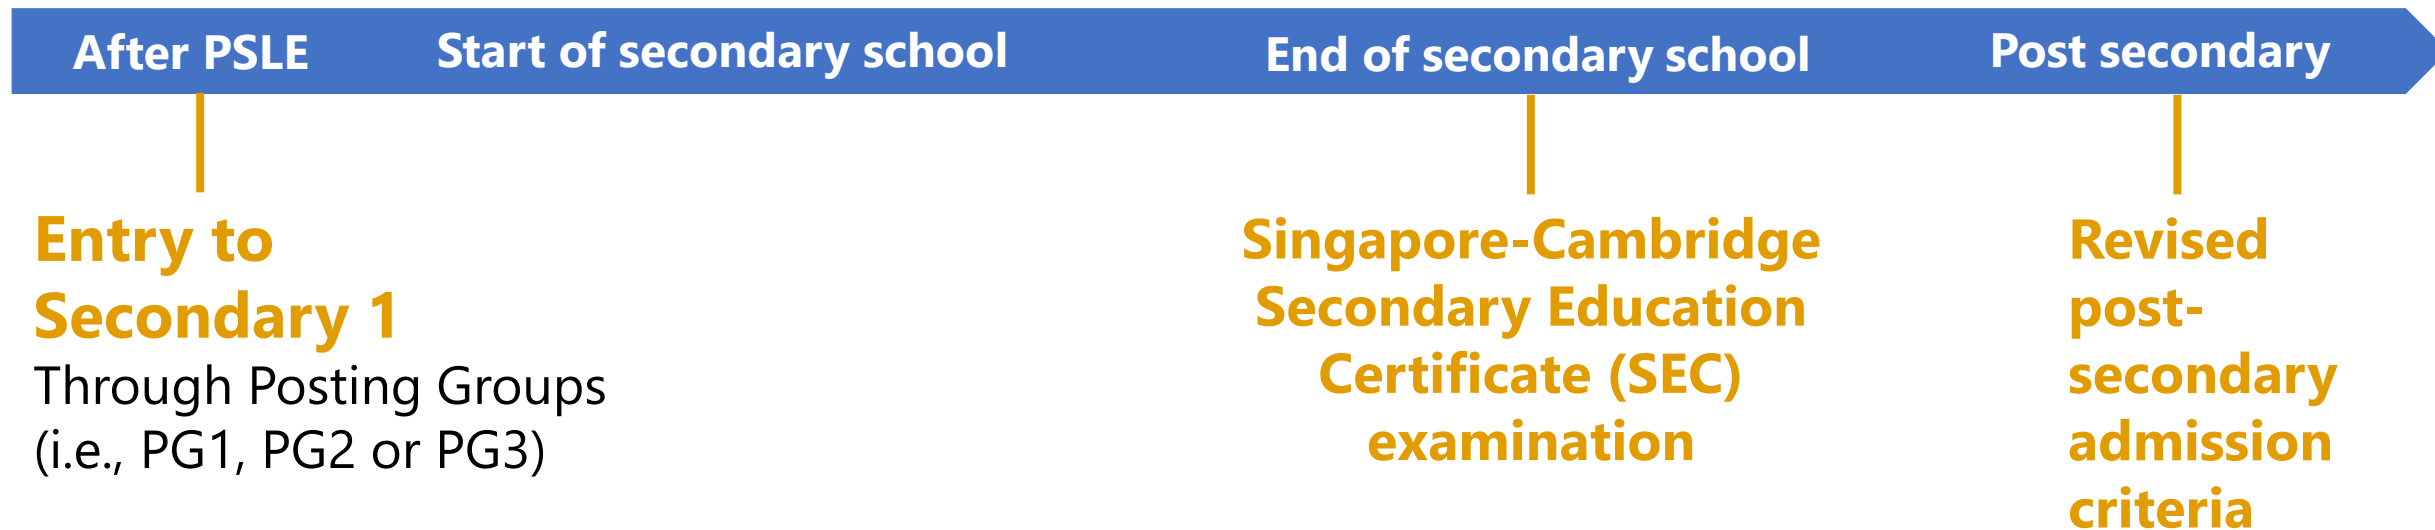 After PSLE
Start of secondary school
End of secondary school
Post secondary
Entry to
Secondary 1
Through Posting Groups
(i.e., PG1, PG2 or PG3)
Singapore-Cambridge
Secondary Education
Certificate (SEC)
examination
Revised
post-
secondary
admission
criteria